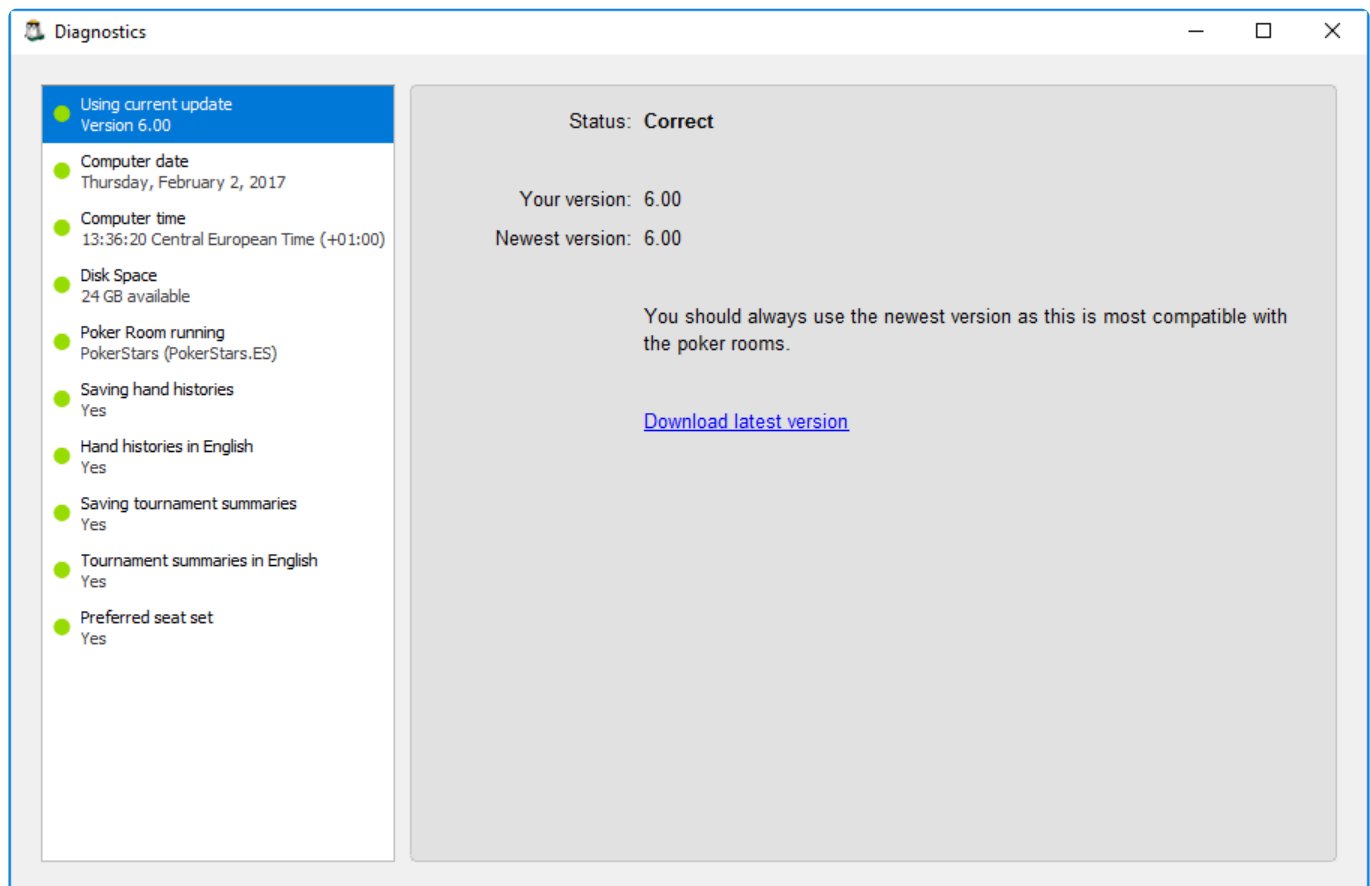 Diagnostics
Using current update
Version 6.00
Computer date
Thursday, February 2, 2017
Computer time
13:36:20 Central European Time (+01:00)
Disk Space
24 GB available
Poker Room running
PokerStars (PokerStars.ES)
Saving hand histories
Yes
Hand histories in English
Yes
Saving tournament summaries
Yes
Tournament summaries in English
Yes
Preferred seat set
Yes
Status: Correct
Your version: 6.00
Newest version: 6.00
You should always use the newest version as this is most compatible with
the poker rooms.
Download latest version